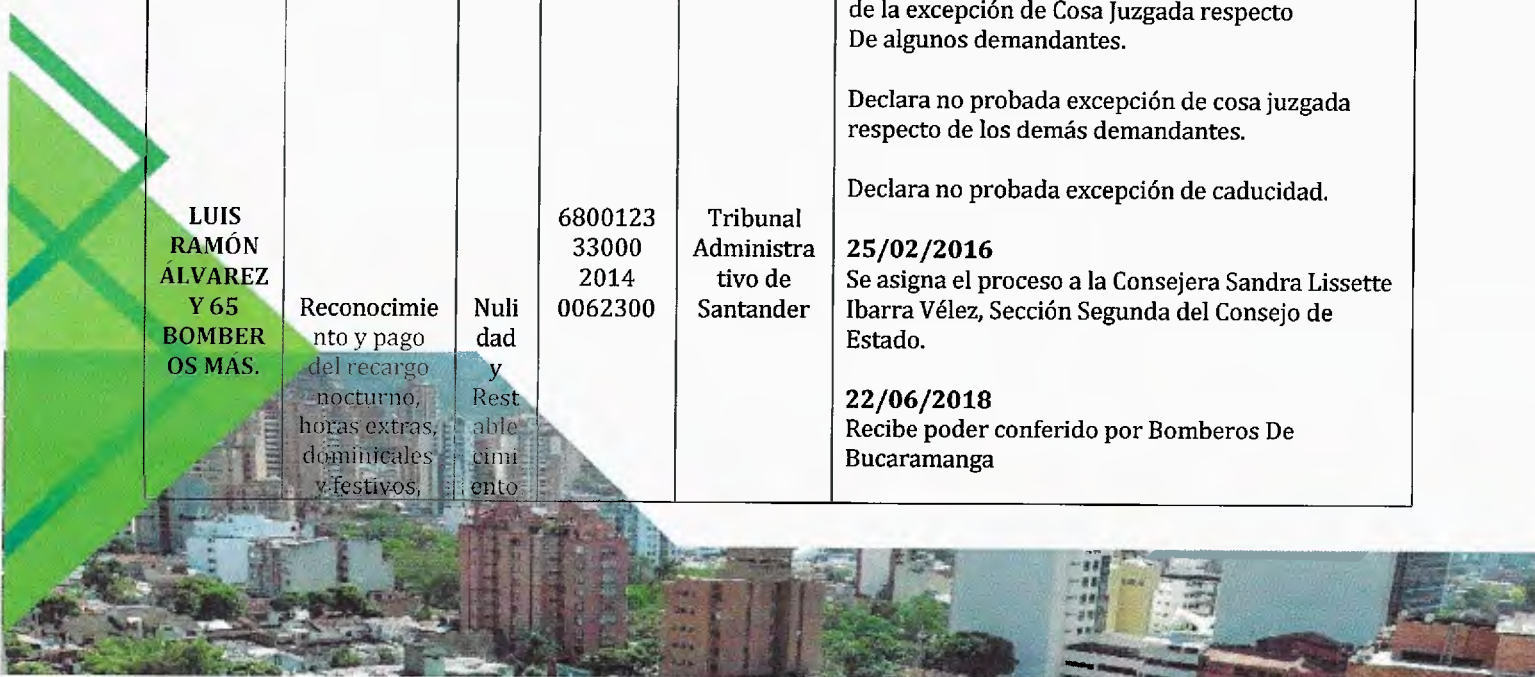 LUIS
RAMÓN
ÁLVAREZ
Y 65
BOMBER
OS MÁS.
Reconocimie
nto y pago
del recargo
nocturno,
horas extras,
dominicales
y festivos,
Nuli
dad
y
Rest
able
cimi
ento
6800123
33000
2014
0062300
Tribunal
Administra
tivo de
Santander
de la excepción de Cosa Juzgada respecto
De algunos demandantes.
Declara no probada excepción de cosa juzgada
respecto de los demás demandantes.
Declara no probada excepción de caducidad.
25/02/2016
Se asigna el proceso a la Consejera Sandra Lissette
Ibarra Vélez, Sección Segunda del Consejo de
Estado.
22/06/2018
Recibe poder conferido por Bomberos De
Bucaramanga